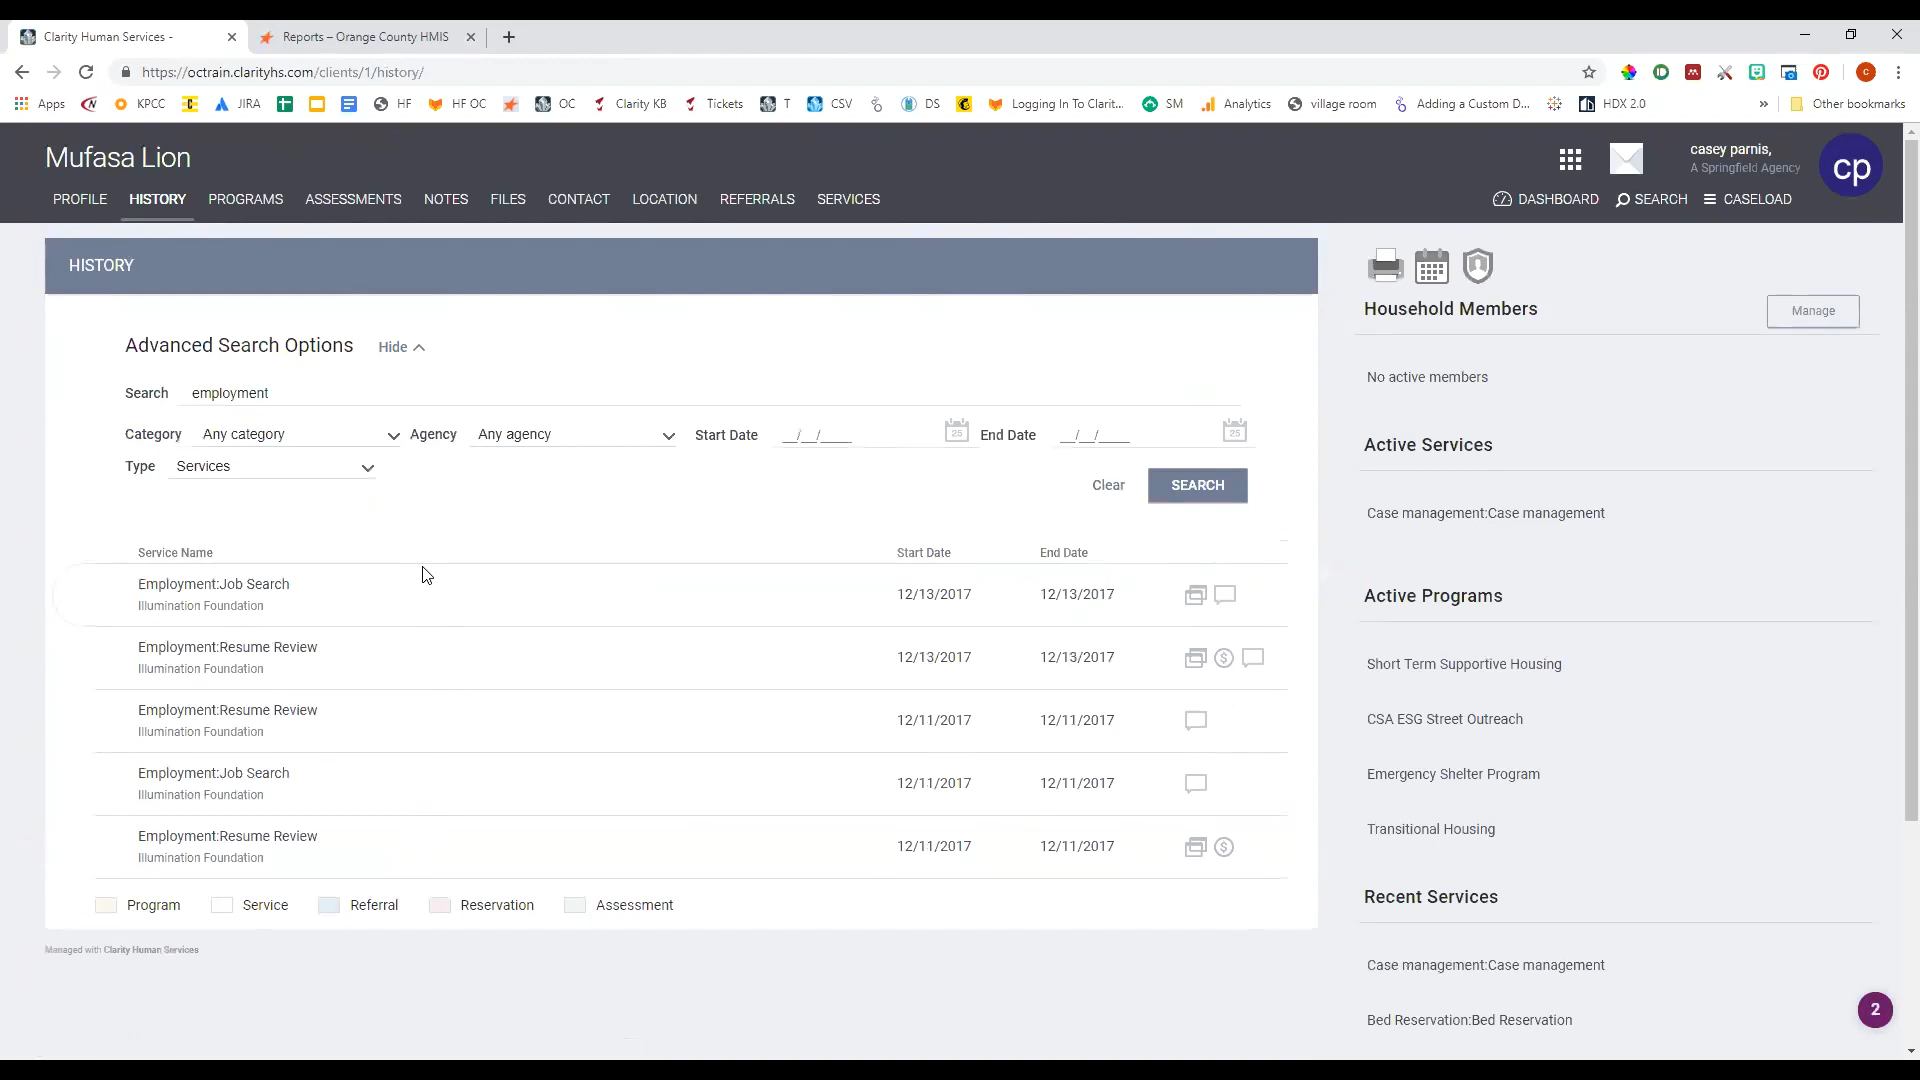 Clarity Human Services -
Reports – Orange County HMIS
https://octrain.clarityhs.com/clients/1/history/
Apps
KPCC
JIRA
HF
HF OC
OC
Clarity KB
Tickets
T
CSV
DS
Logging In To Clarit...
SM
Analytics
village room
Adding a Custom D...
HDX 2.0
Other bookmarks
Mufasa Lion
casey parnis,
A Springfield Agency
cp
PROFILE HISTORY PROGRAMS ASSESSMENTS NOTES FILES CONTACT LOCATION REFERRALS SERVICES
DASHBOARD SEARCH CASELOAD
HISTORY
Advanced Search Options Hide
Search employment
Category Any category Agency Any agency Start Date __/__/____ 25 End Date __/__/____ 25
Type Services
Clear SEARCH
Service Name Start Date End Date
Employment:Job Search
Illumination Foundation
12/13/2017 12/13/2017
Employment:Resume Review
Illumination Foundation
12/13/2017 12/13/2017
Employment:Resume Review
Illumination Foundation
12/11/2017 12/11/2017
Employment:Job Search
Illumination Foundation
12/11/2017 12/11/2017
Employment:Resume Review
Illumination Foundation
12/11/2017 12/11/2017
Program Service Referral Reservation Assessment
Managed with Clarity Human Services
Household Members
Manage
No active members
Active Services
Case management:Case management
Active Programs
Short Term Supportive Housing
CSA ESG Street Outreach
Emergency Shelter Program
Transitional Housing
Recent Services
Case management:Case management
Bed Reservation:Bed Reservation
2